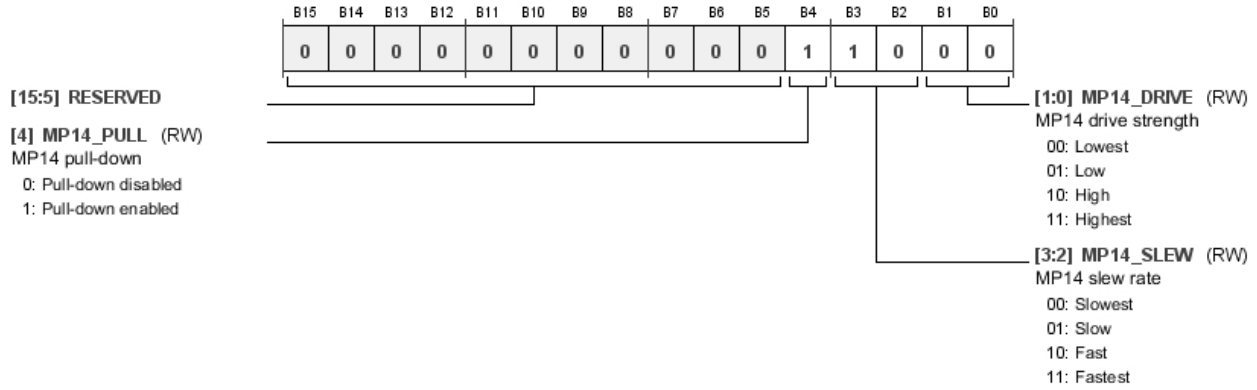 B15 B14 B13 B12 B11 B10 B9 B8 B7 B6 B5 B4 B3 B2 B1 B0
0 0 0 0 0 0 0 0 0 0 0 1 1 0 0 0
[15:5] RESERVED
[4] MP14_PULL (RW)
MP14 pull-down
0: Pull-down disabled
1: Pull-down enabled
[1:0] MP14_DRIVE (RW)
MP14 drive strength
00: Lowest
01: Low
10: High
11: Highest
[3:2] MP14_SLEW (RW)
MP14 slew rate
00: Slowest
01: Slow
10: Fast
11: Fastest